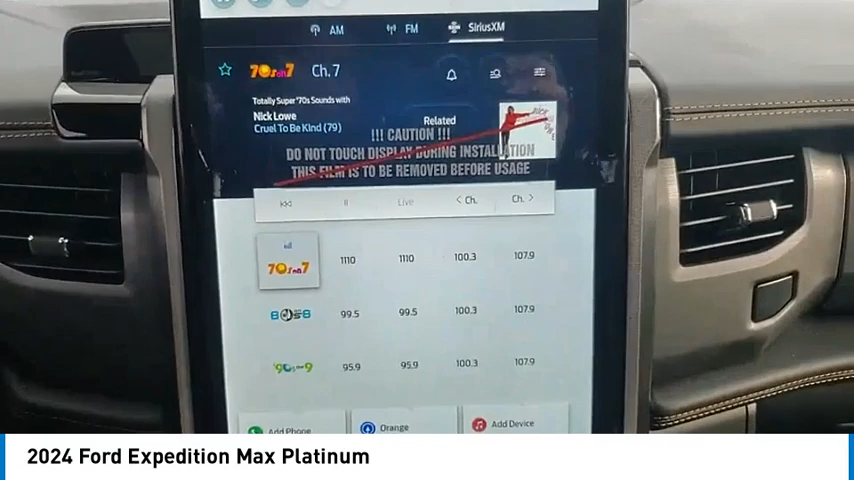 AM FM SiriusXM
70s on 7 Ch. 7
Totally Super '70s Sounds with
Nick Lowe
Cruel To Be Kind (79)
Related
!!! CAUTION !!!
DO NOT TOUCH DISPLAY DURING INSTALLATION
THIS FILM IS TO BE REMOVED BEFORE USAGE
Live < Ch. Ch. >
70s on 7 1110 1110 100.3 107.9
99.5 99.5 100.3 107.9
95.9 95.9 100.3 107.9
Add Phone Orange Add Device
2024 Ford Expedition Max Platinum